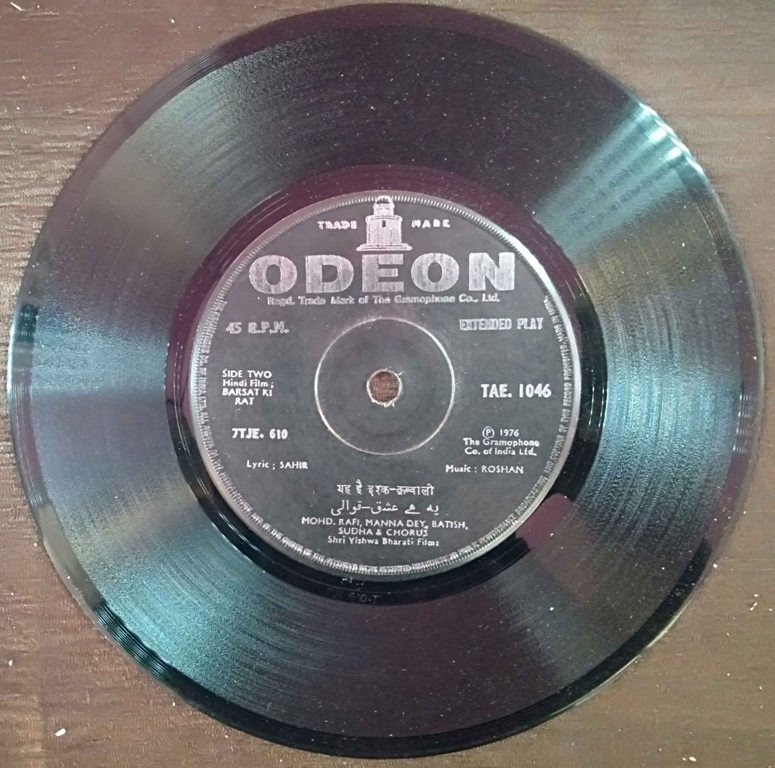 TRADE MARK
ODEON
Regd. Trade Mark of The Gramophone Co., Ltd.
45 R.P.M.
EXTENDED PLAY
SIDE TWO
Hindi Film ;
BARSAT KI
RAT
TAE. 1046
7TJE. 610
Ⓟ 1976
The Gramophone
Co. of India Ltd.
Lyric ; SAHIR
Music : ROSHAN
यह है इश्क-क़व्वाली
یہ ہے عشق-قوالی
MOHD. RAFI, MANNA DEY, BATISH,
SUDHA & CHORUS
Shri Vishwa Bharati Films